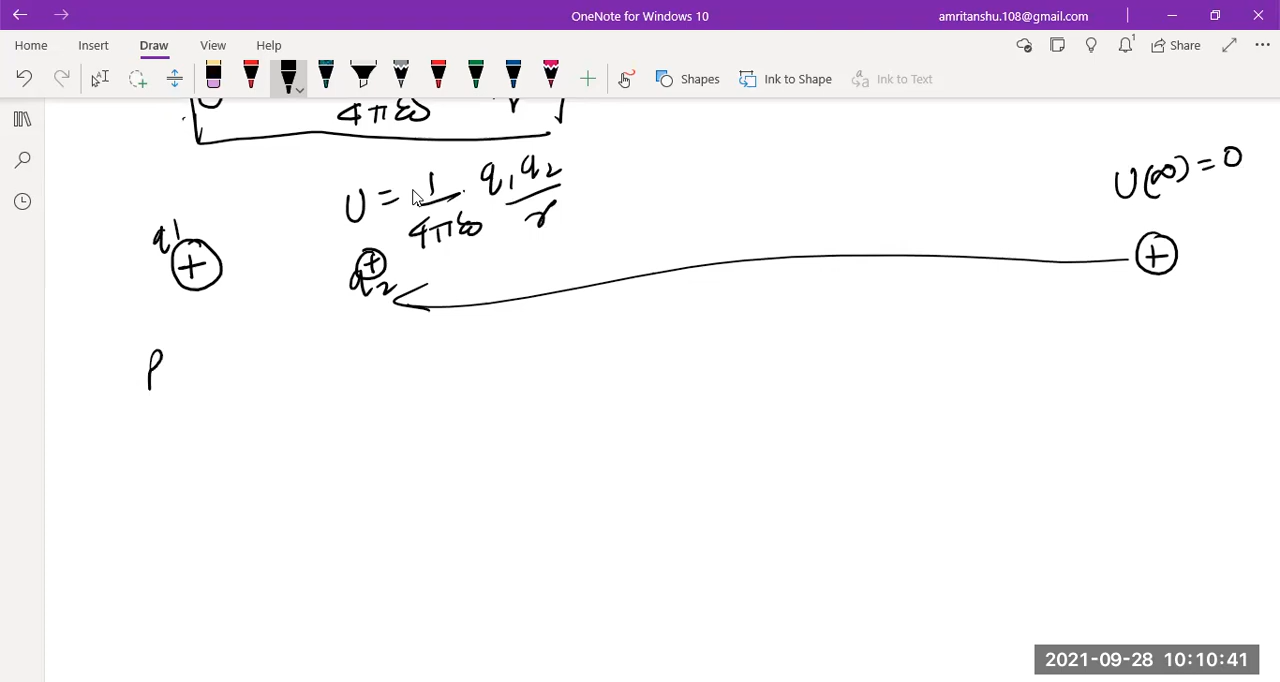 OneNote for Windows 10
amritanshu.108@gmail.com
Home Insert Draw View Help
Share
Shapes Ink to Shape Ink to Text
4πε0 r
U = 1/4πε0 q1q2/r
U(∞) = 0
q1 +
+ q2
+
P
2021-09-28 10:10:41